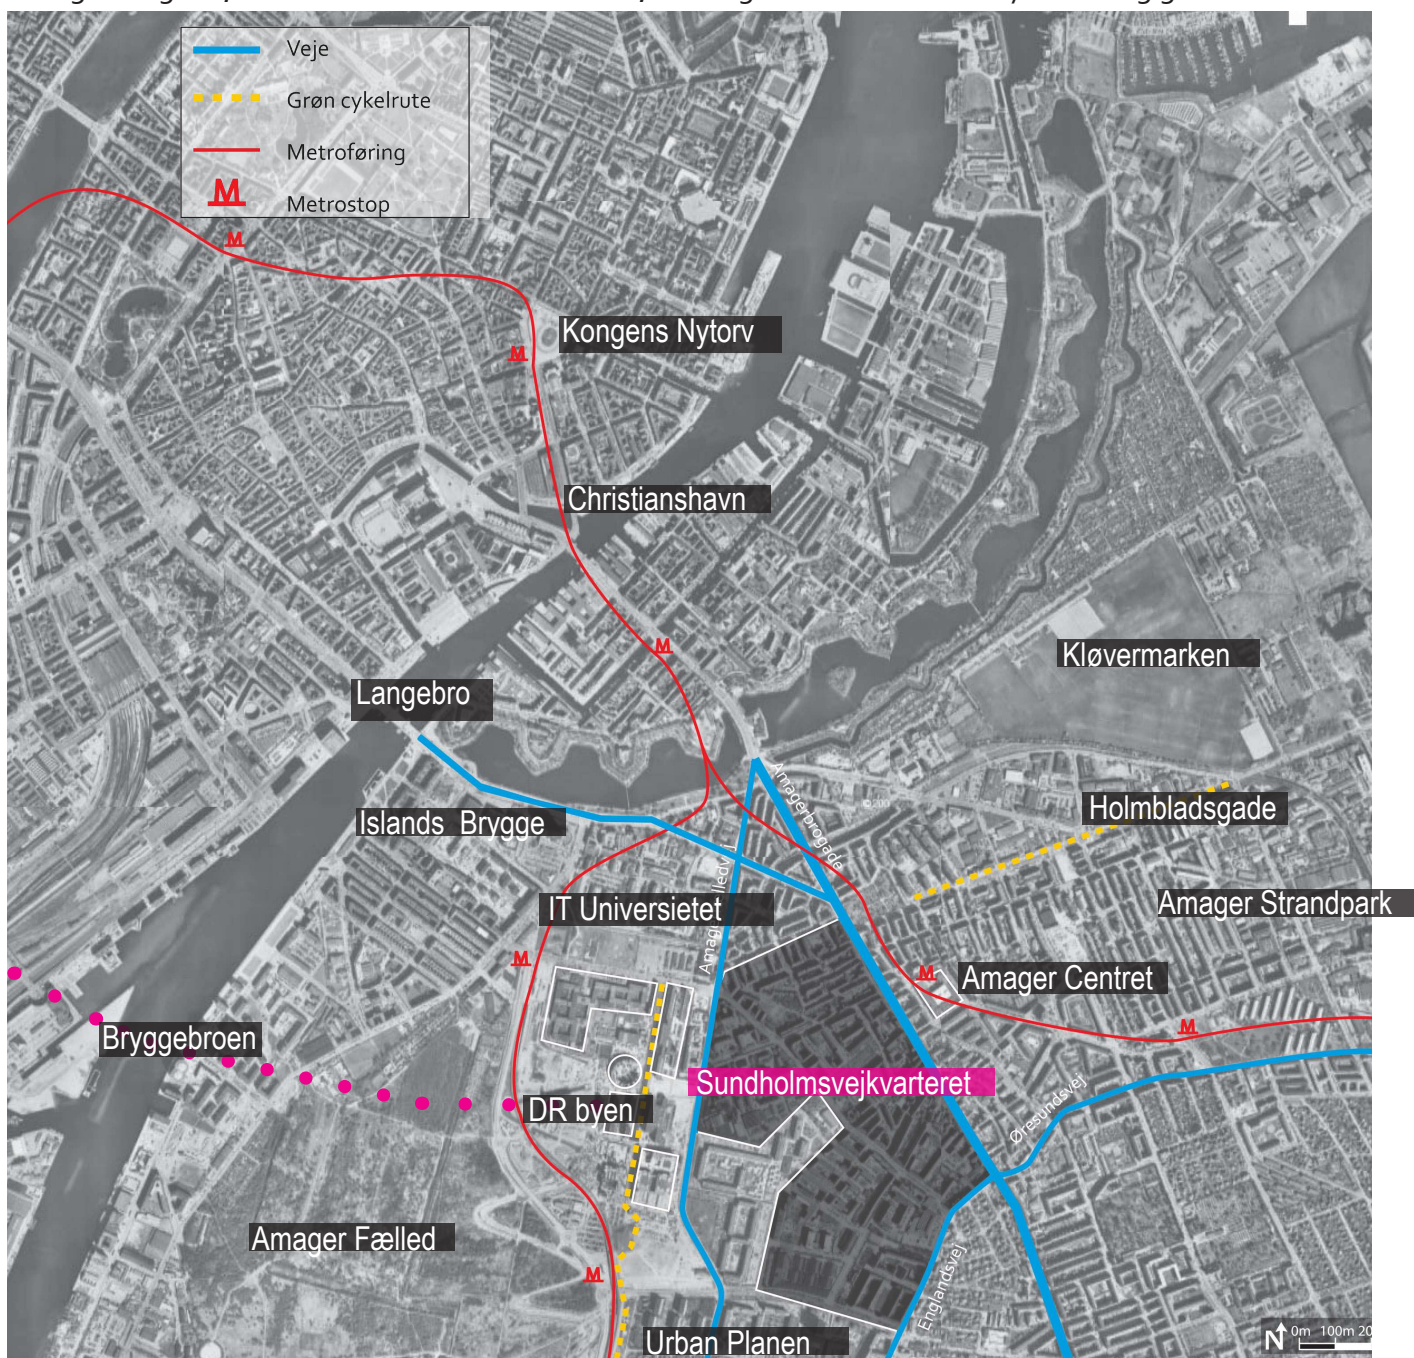 Veje
Grøn cykelrute
Metroføring
M
Metrostop
M
Kongens Nytorv
M
Christianshavn
M
Kløvermarken
Langebro
Amagerbrogade
Holmbladsgade
Islands Brygge
Amager Strandpark
IT Universietet
M
M
Amager Centret
M
Bryggebroen
Sundholmsvejkvarteret
DR byen
Øresundsvej
Amager Fælled
M
Englandsvej
Urban Planen
N
0m 100m